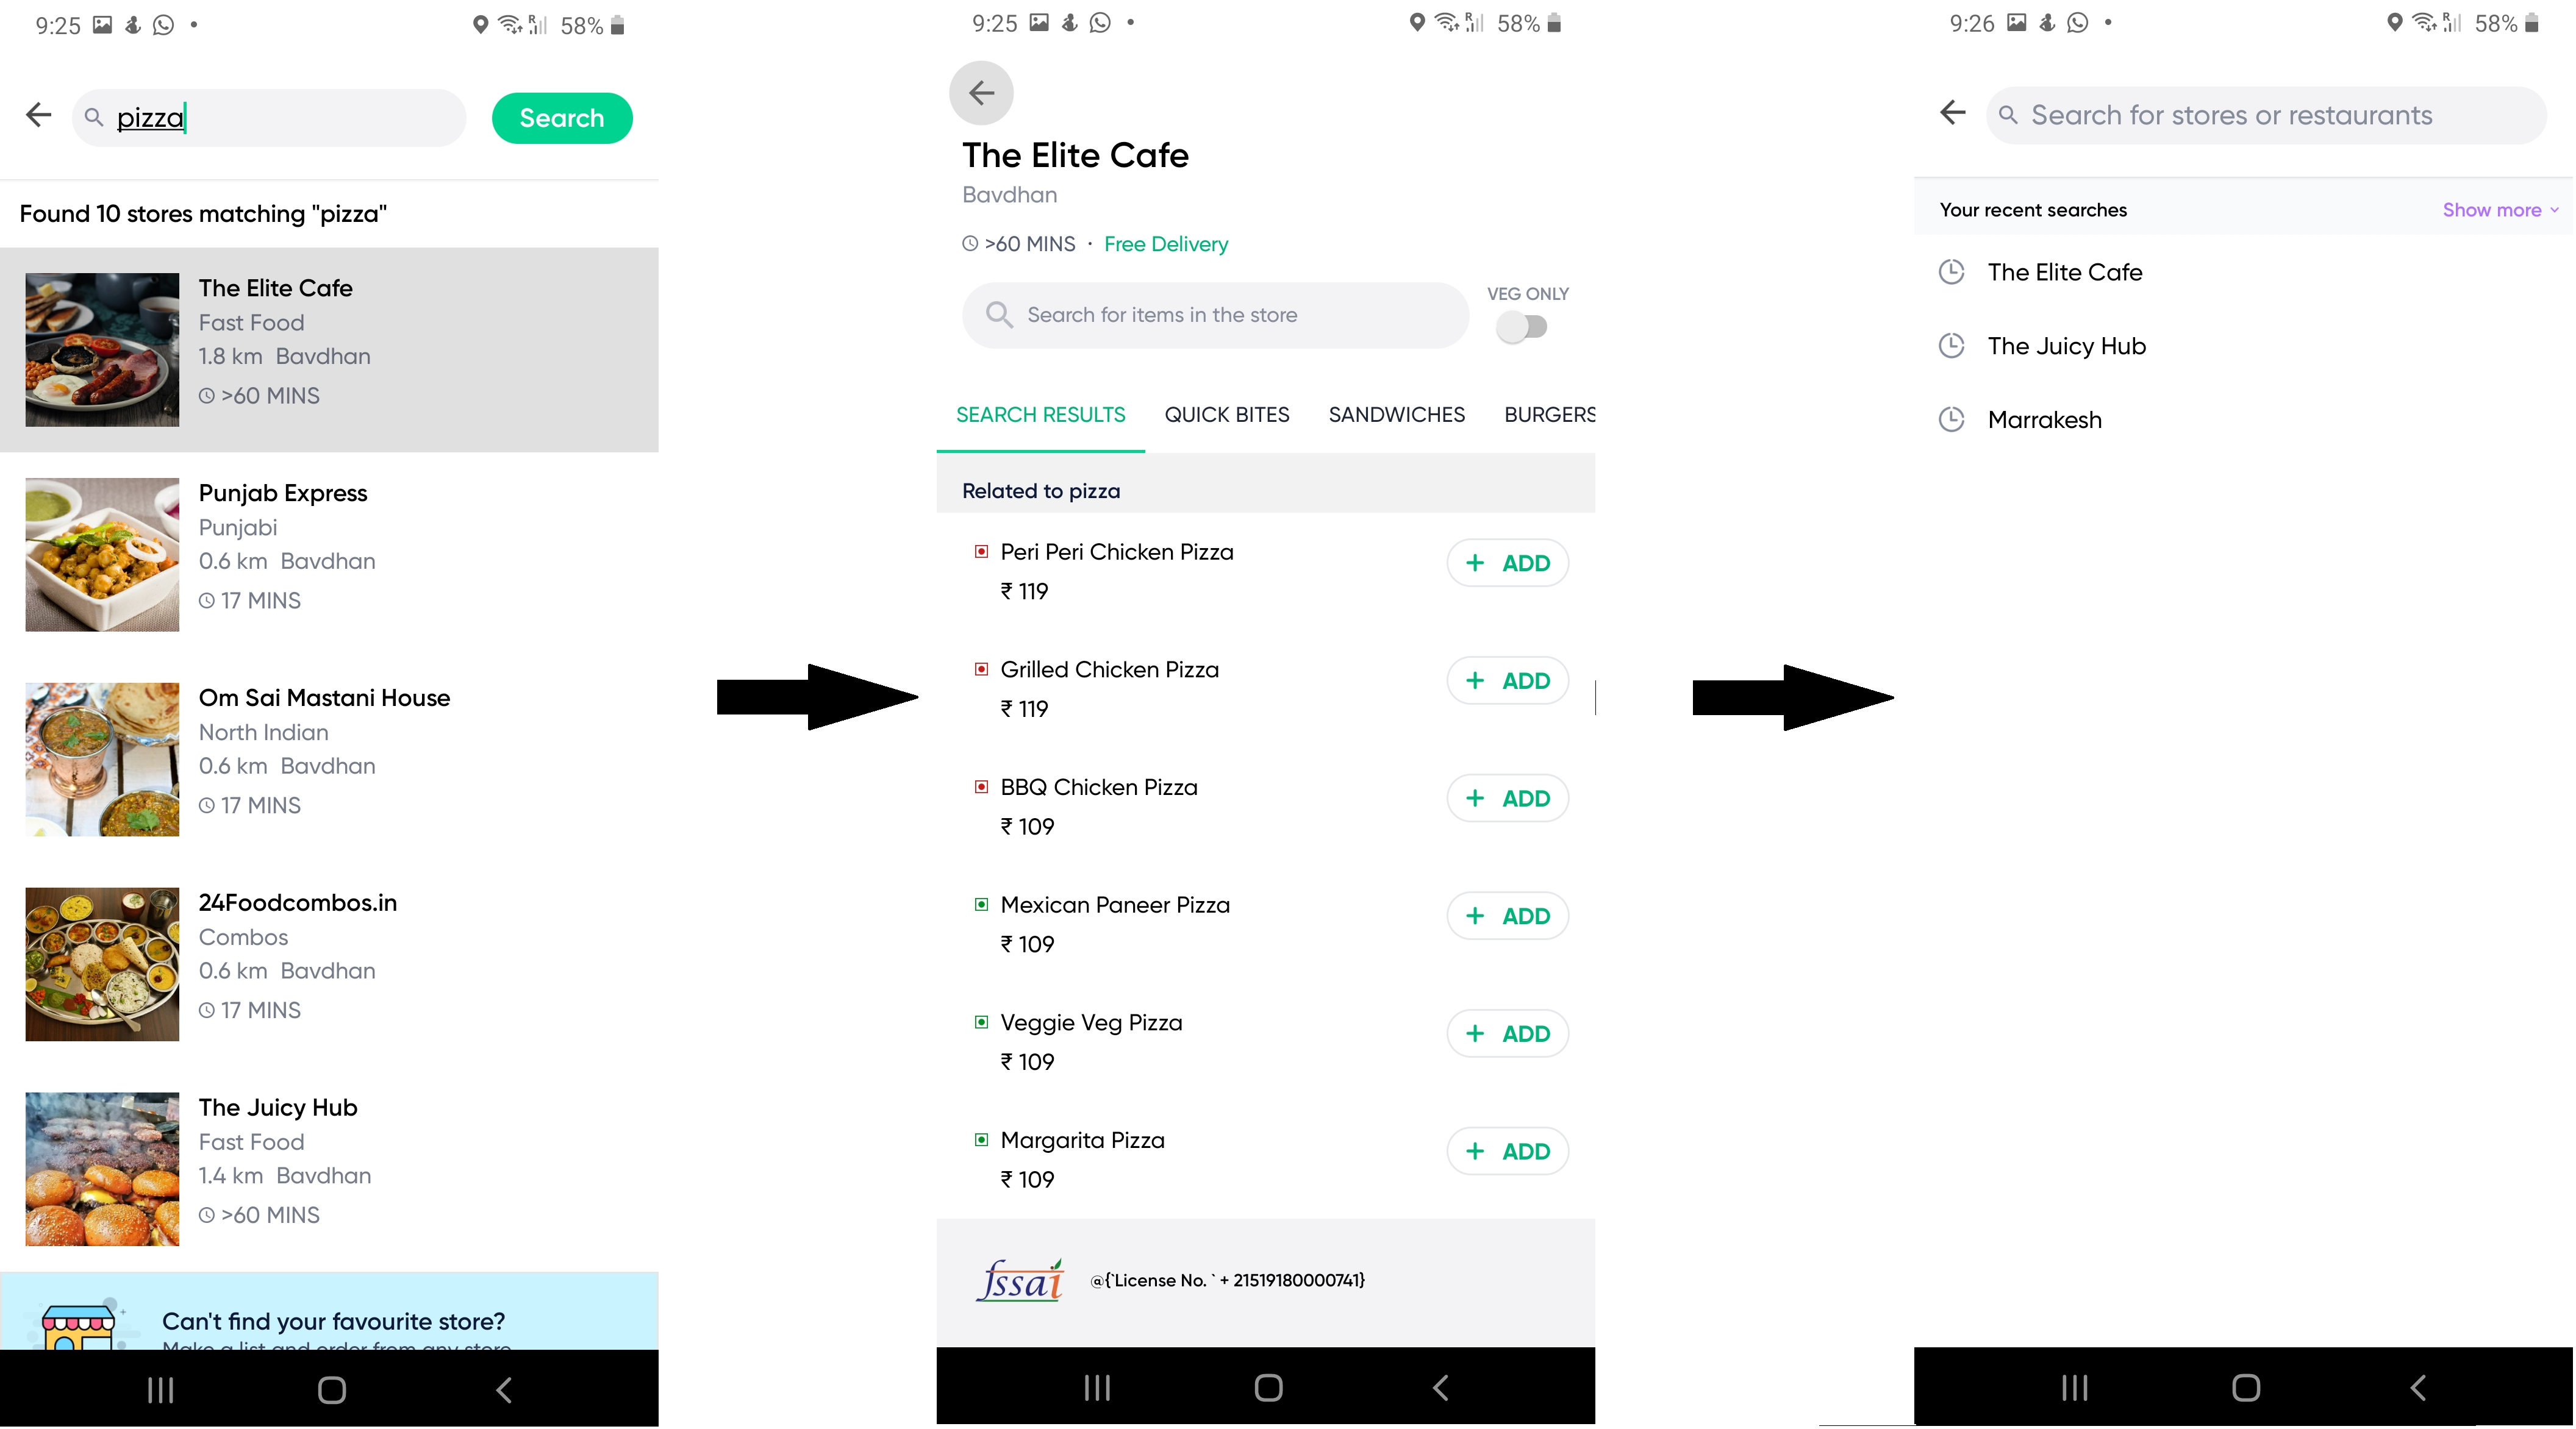 9:25
58%
pizza
Search
Found 10 stores matching "pizza"
The Elite Cafe
Fast Food
1.8 km Bavdhan
>60 MINS
Punjab Express
Punjabi
0.6 km Bavdhan
17 MINS
Om Sai Mastani House
North Indian
0.6 km Bavdhan
17 MINS
24Foodcombos.in
Combos
0.6 km Bavdhan
17 MINS
The Juicy Hub
Fast Food
1.4 km Bavdhan
>60 MINS
Can't find your favourite store?
Make a list and order from any store
9:25
R
58%
The Elite Cafe
Bavdhan
>60 MINS · Free Delivery
Search for items in the store
VEG ONLY
SEARCH RESULTS QUICK BITES SANDWICHES BURGERS
Related to pizza
Peri Peri Chicken Pizza
+ ADD
₹ 119
Grilled Chicken Pizza
+ ADD
₹ 119
BBQ Chicken Pizza
+ ADD
₹ 109
Mexican Paneer Pizza
+ ADD
₹ 109
Veggie Veg Pizza
+ ADD
₹ 109
Margarita Pizza
+ ADD
₹ 109
fssai
@{`License No. ` + 21519180000741}
9:26
R
58%
Search for stores or restaurants
Your recent searches
Show more
The Elite Cafe
The Juicy Hub
Marrakesh